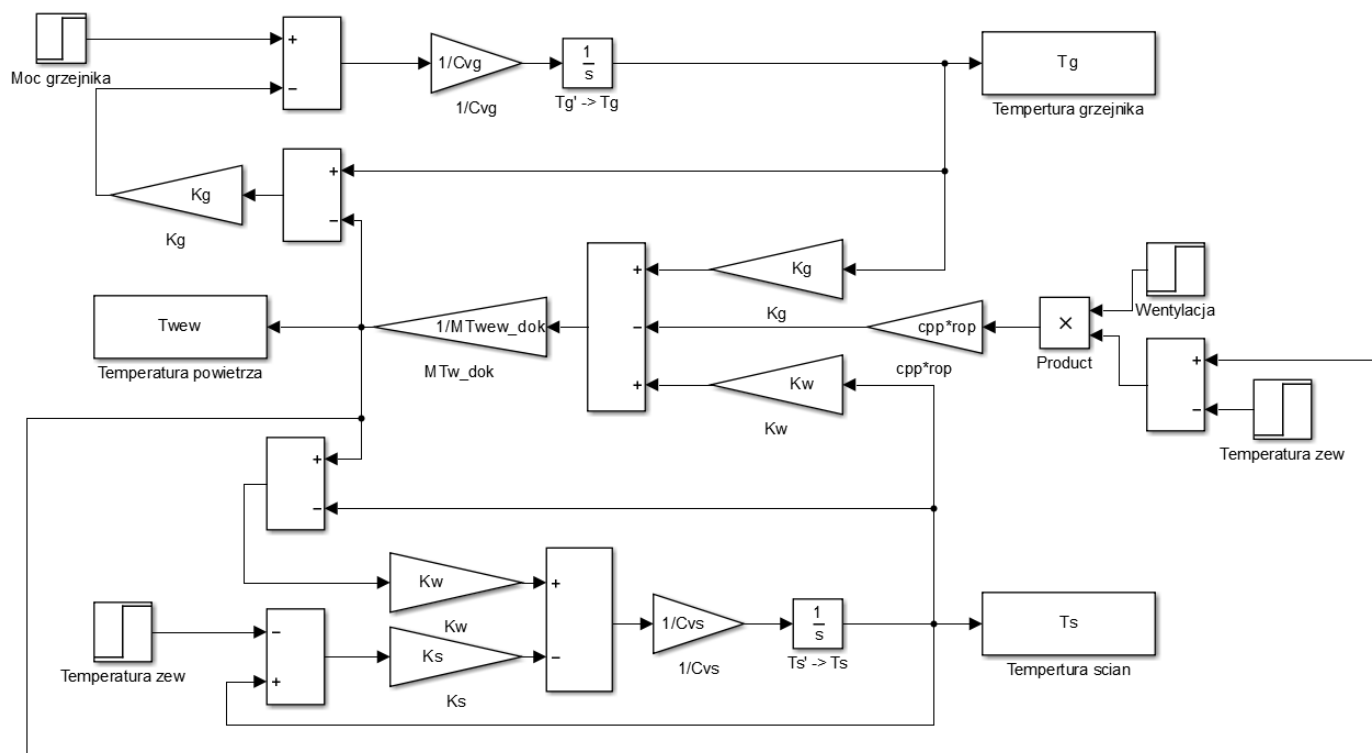 +
−
Moc grzejnika
1/Cvg
1/Cvg
1
s
Tg' -> Tg
Tg
Tempertura grzejnika
Kg
Kg
+
−
Twew
Temperatura powietrza
1/MTwew_dok
MTw_dok
+
−
+
Kg
Kg
cpp*rop
cpp*rop
Kw
Kw
×
Product
Wentylacja
+
−
Temperatura zew
+
−
Kw
Kw
Temperatura zew
−
+
Ks
Ks
+
−
1/Cvs
1/Cvs
1
s
Ts' -> Ts
Ts
Tempertura scian